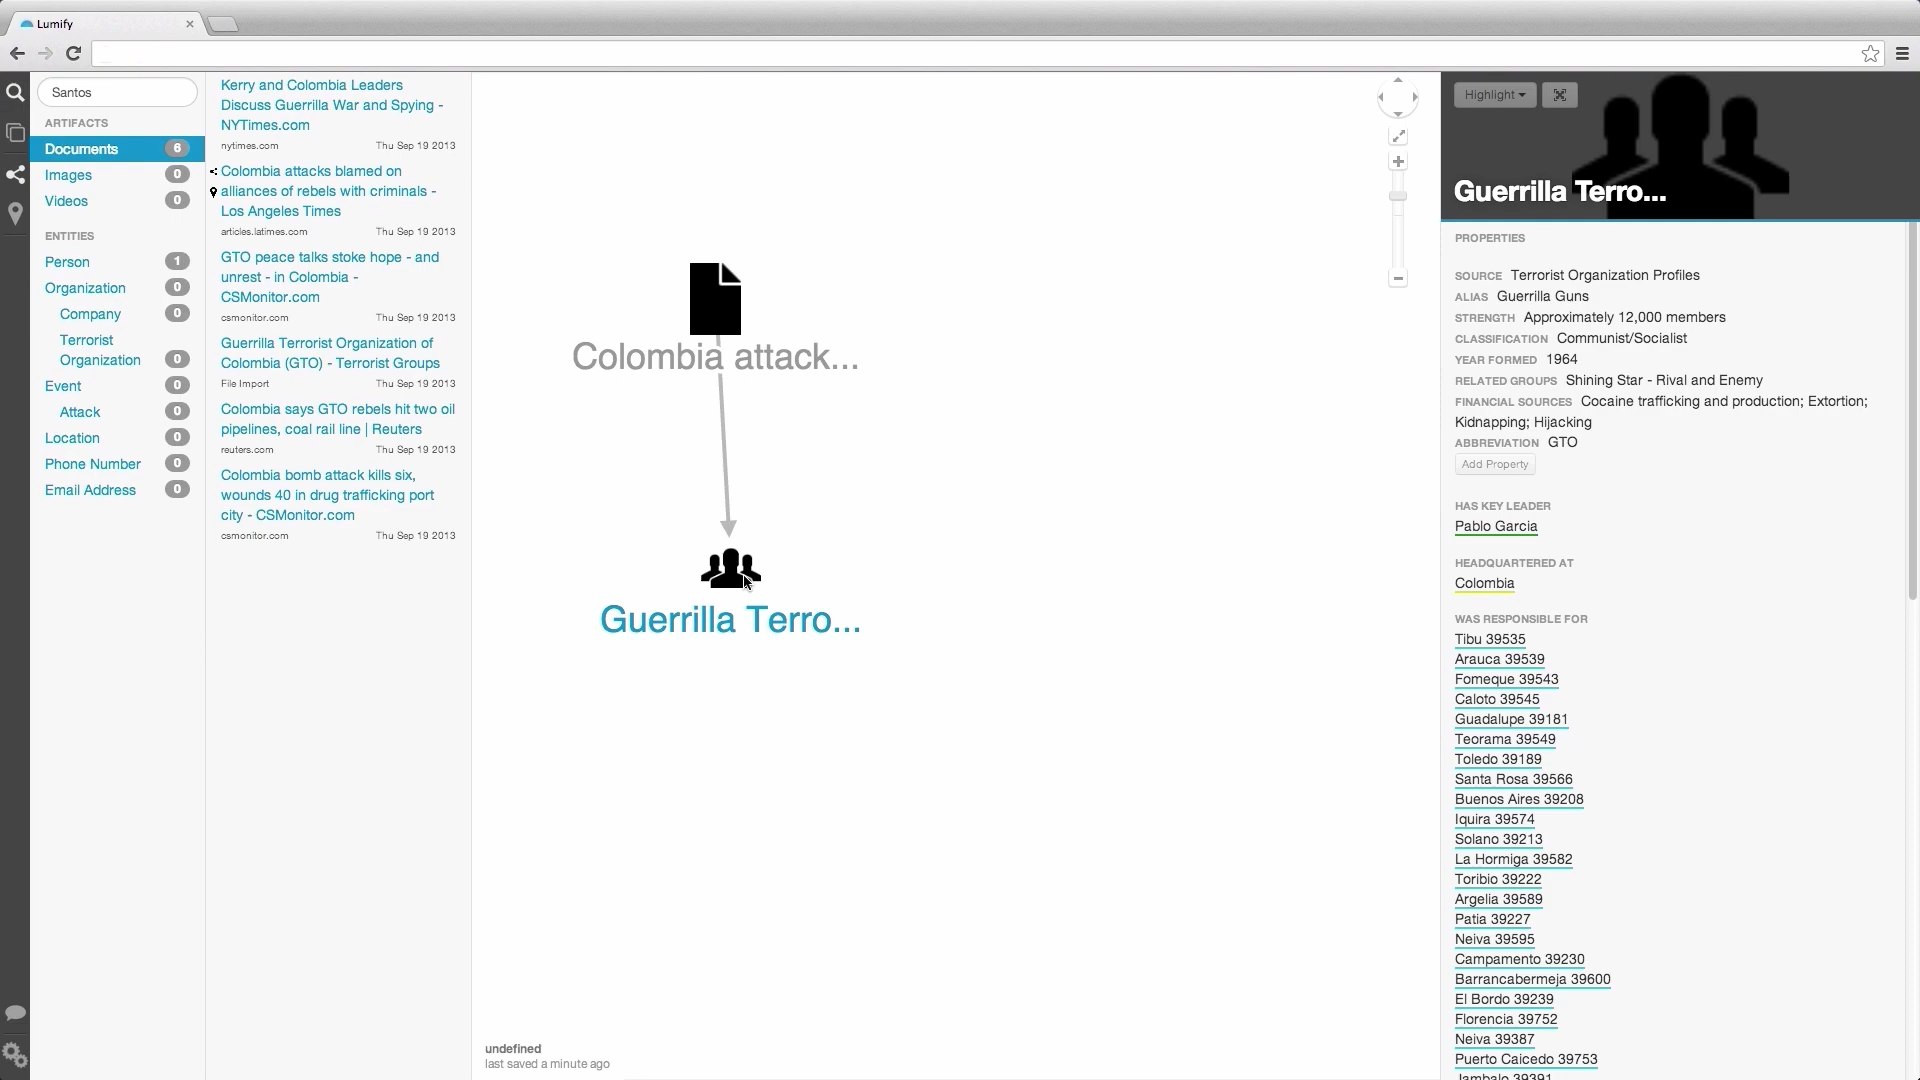 Lumify
Santos
ARTIFACTS
Documents 6
Images 0
Videos 0
ENTITIES
Person 1
Organization 0
Company 0
Terrorist
Organization 0
Event 0
Attack 0
Location 0
Phone Number 0
Email Address 0
Kerry and Colombia Leaders
Discuss Guerrilla War and Spying -
NYTimes.com
nytimes.com Thu Sep 19 2013
Colombia attacks blamed on
alliances of rebels with criminals -
Los Angeles Times
articles.latimes.com Thu Sep 19 2013
GTO peace talks stoke hope - and
unrest - in Colombia -
CSMonitor.com
csmonitor.com Thu Sep 19 2013
Guerrilla Terrorist Organization of
Colombia (GTO) - Terrorist Groups
File Import Thu Sep 19 2013
Colombia says GTO rebels hit two oil
pipelines, coal rail line | Reuters
reuters.com Thu Sep 19 2013
Colombia bomb attack kills six,
wounds 40 in drug trafficking port
city - CSMonitor.com
csmonitor.com Thu Sep 19 2013
Colombia attack...
Guerrilla Terro...
undefined
last saved a minute ago
Highlight
Guerrilla Terro...
PROPERTIES
SOURCE Terrorist Organization Profiles
ALIAS Guerrilla Guns
STRENGTH Approximately 12,000 members
CLASSIFICATION Communist/Socialist
YEAR FORMED 1964
RELATED GROUPS Shining Star - Rival and Enemy
FINANCIAL SOURCES Cocaine trafficking and production; Extortion;
Kidnapping; Hijacking
ABBREVIATION GTO
Add Property
HAS KEY LEADER
Pablo Garcia
HEADQUARTERED AT
Colombia
WAS RESPONSIBLE FOR
Tibu 39535
Arauca 39539
Fomeque 39543
Caloto 39545
Guadalupe 39181
Teorama 39549
Toledo 39189
Santa Rosa 39566
Buenos Aires 39208
Iquira 39574
Solano 39213
La Hormiga 39582
Toribio 39222
Argelia 39589
Patia 39227
Neiva 39595
Campamento 39230
Barrancabermeja 39600
El Bordo 39239
Florencia 39752
Neiva 39387
Puerto Caicedo 39753
Jambalo 39391